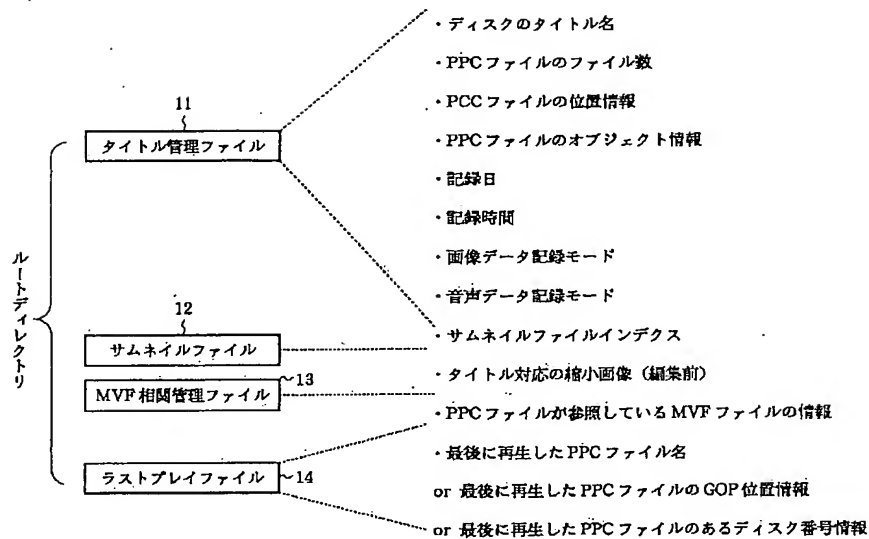 ・ディスクのタイトル名
・PPCファイルのファイル数
・PCCファイルの位置情報
・PPCファイルのオブジェクト情報
・記録日
・記録時間
・画像データ記録モード
・音声データ記録モード
・サムネイルファイルインデクス
・タイトル対応の縮小画像（編集前）
・PPCファイルが参照しているMVFファイルの情報
・最後に再生したPPCファイル名
or 最後に再生したPPCファイルのGOP位置情報
or 最後に再生したPPCファイルのあるディスク番号情報
ルートディレクトリ
11
タイトル管理ファイル
12
サムネイルファイル
13
MVF相関管理ファイル
ラストプレイファイル
14